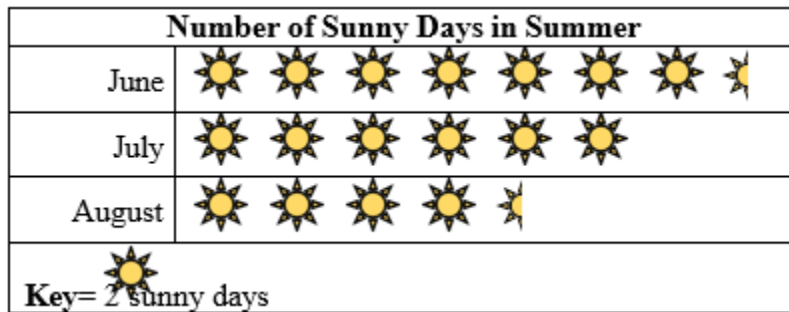 Number of Sunny Days in Summer
June
July
August
Key= 2 sunny days